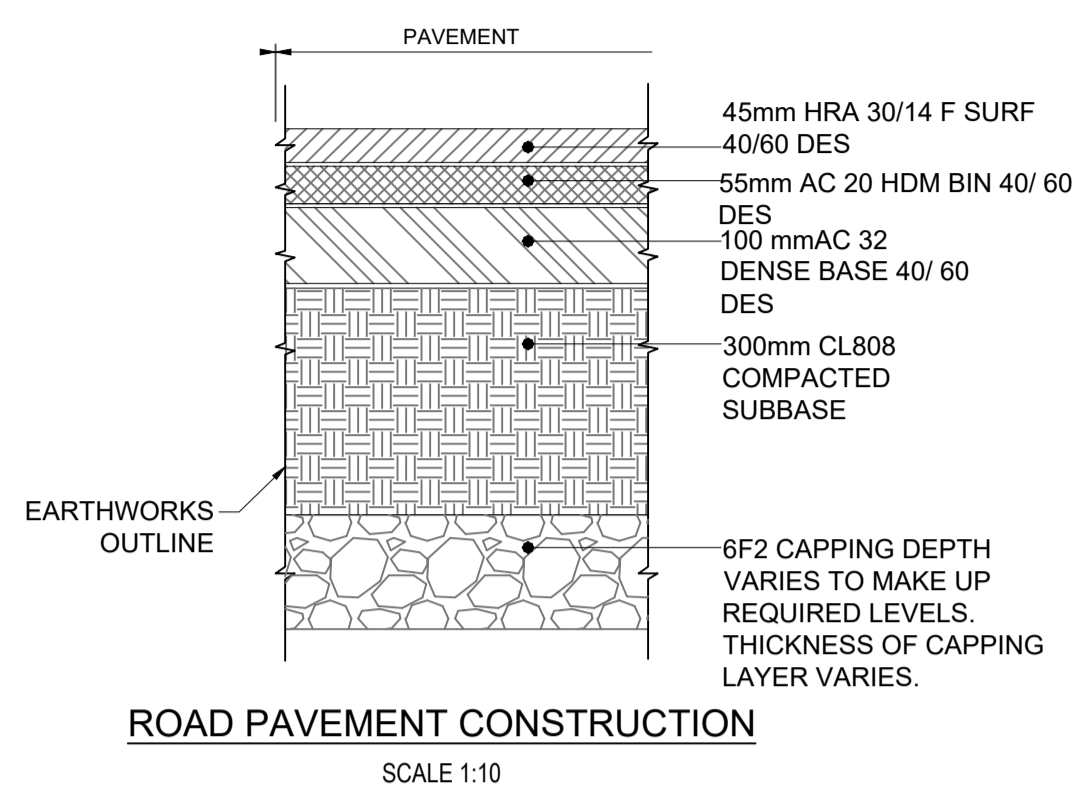 PAVEMENT
45mm HRA 30/14 F SURF
40/60 DES
55mm AC 20 HDM BIN 40/ 60
DES
100 mmAC 32
DENSE BASE 40/ 60
DES
300mm CL808
COMPACTED
SUBBASE
EARTHWORKS
OUTLINE
6F2 CAPPING DEPTH
VARIES TO MAKE UP
REQUIRED LEVELS.
THICKNESS OF CAPPING
LAYER VARIES.
ROAD PAVEMENT CONSTRUCTION
SCALE 1:10